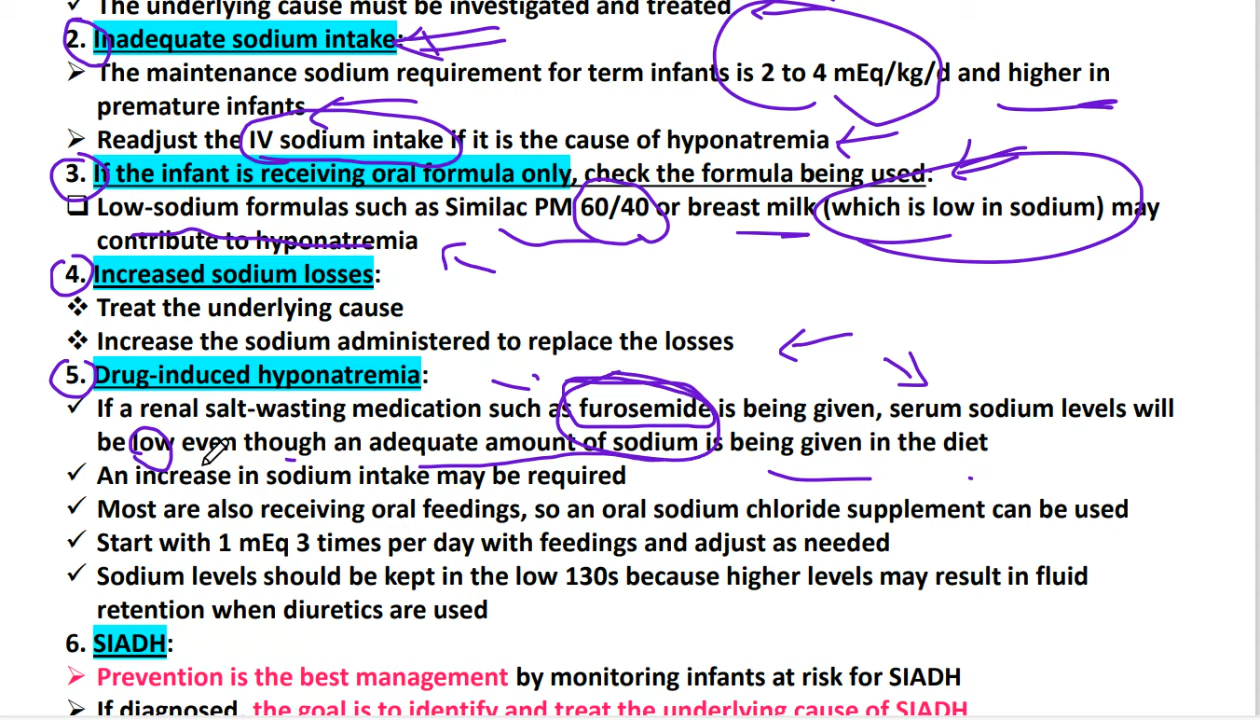 ✓ The underlying cause must be investigated and treated
2. Inadequate sodium intake:
➢ The maintenance sodium requirement for term infants is 2 to 4 mEq/kg/d and higher in
premature infants
➢ Readjust the IV sodium intake if it is the cause of hyponatremia
3. If the infant is receiving oral formula only, check the formula being used:
❑ Low-sodium formulas such as Similac PM 60/40 or breast milk (which is low in sodium) may
contribute to hyponatremia
4. Increased sodium losses:
❖ Treat the underlying cause
❖ Increase the sodium administered to replace the losses
5. Drug-induced hyponatremia:
✓ If a renal salt-wasting medication such as furosemide is being given, serum sodium levels will
be low even though an adequate amount of sodium is being given in the diet
✓ An increase in sodium intake may be required
✓ Most are also receiving oral feedings, so an oral sodium chloride supplement can be used
✓ Start with 1 mEq 3 times per day with feedings and adjust as needed
✓ Sodium levels should be kept in the low 130s because higher levels may result in fluid
retention when diuretics are used
6. SIADH:
➢ Prevention is the best management by monitoring infants at risk for SIADH
➢ If diagnosed, the goal is to identify and treat the underlying cause of SIADH